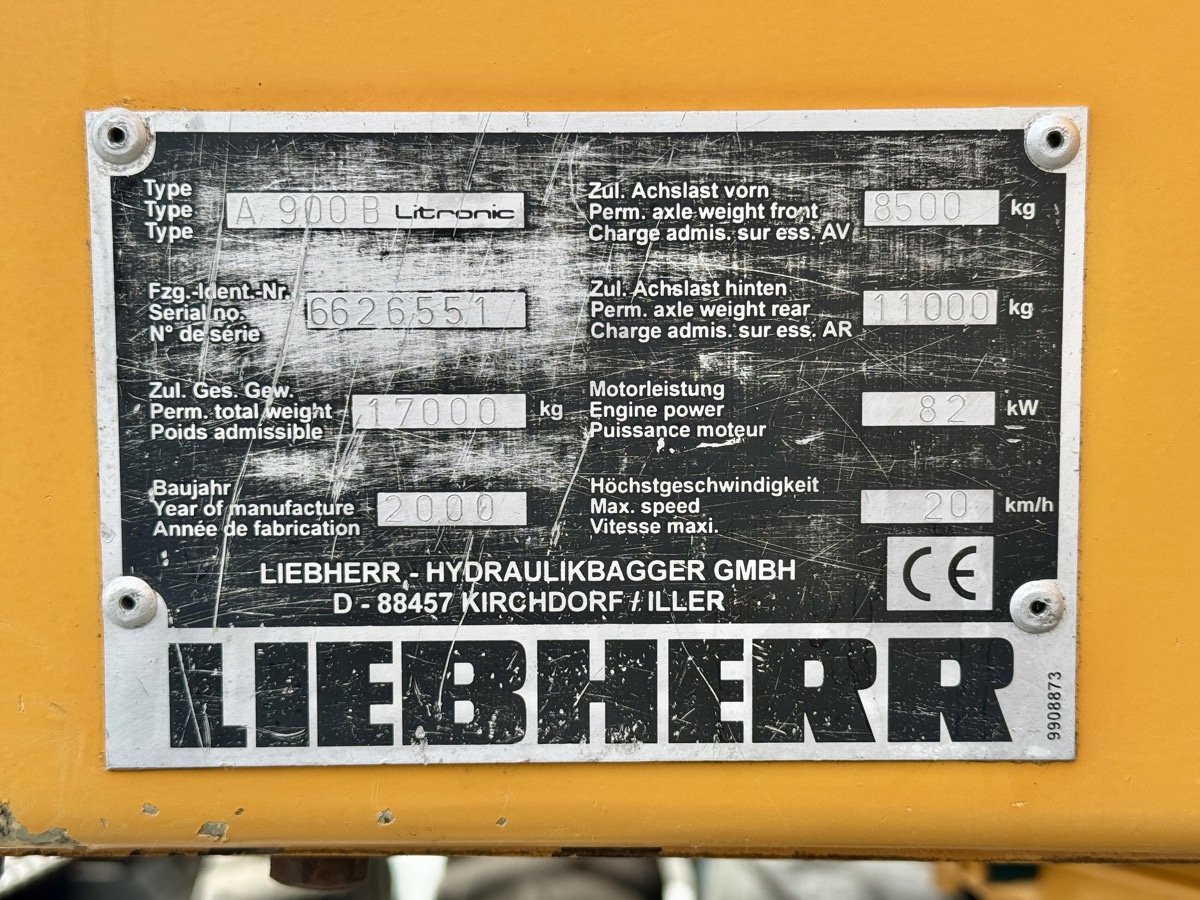 Type
Type
Type
A 900 B Litronic
Fzg.-Ident.-Nr.
Serial no.
N° de série
6626551
Zul. Ges. Gew.
Perm. total weight
Poids admissible
17000 kg
Baujahr
Year of manufacture
Année de fabrication
2000
Zul. Achslast vorn
Perm. axle weight front
Charge admis. sur ess. AV
8500 kg
Zul. Achslast hinten
Perm. axle weight rear
Charge admis. sur ess. AR
11000 kg
Motorleistung
Engine power
Puissance moteur
82 kW
Höchstgeschwindigkeit
Max. speed
Vitesse maxi.
20 km/h
LIEBHERR - HYDRAULIKBAGGER GMBH
D - 88457 KIRCHDORF / ILLER
CE
LIEBHERR
9908873